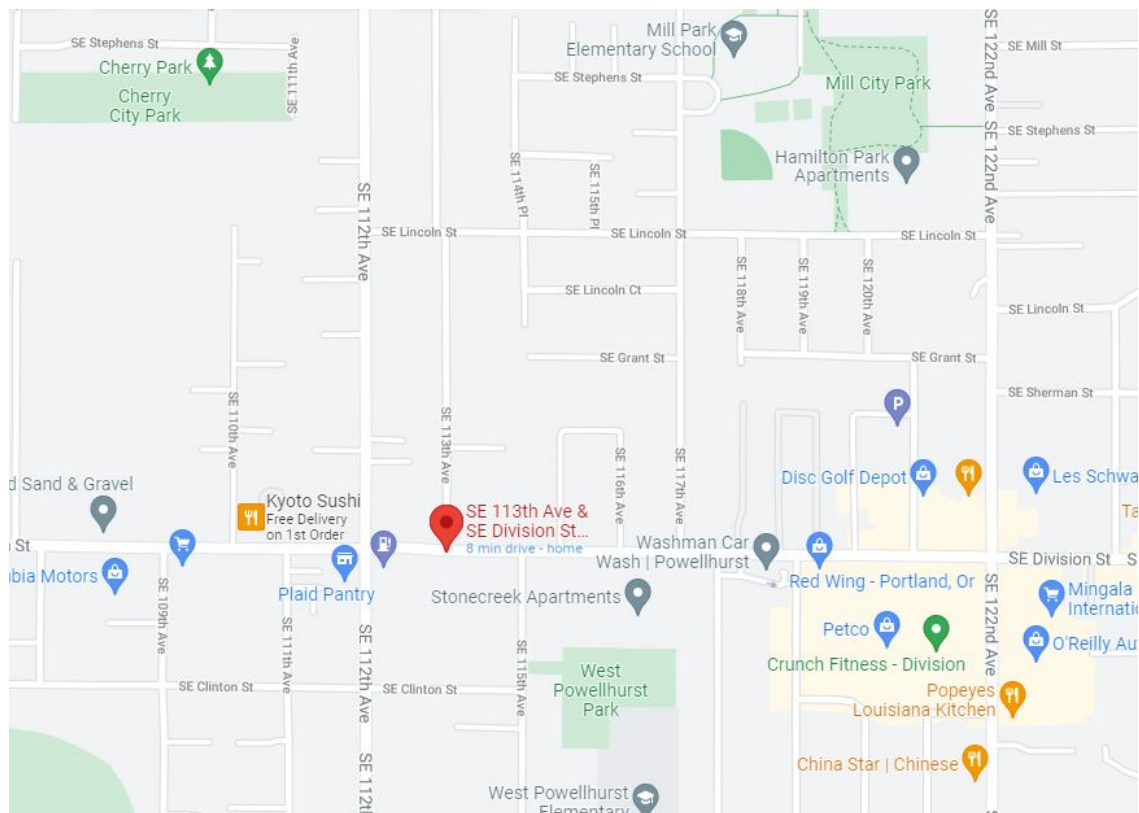 SE Stephens St
SE 111th Ave
Cherry Park
Cherry
City Park
Mill Park
Elementary School
SE Stephens St
Mill City Park
SE 122nd Ave
SE Mill St
SE 122nd Ave
SE Stephens St
Hamilton Park
Apartments
SE 114th Pl
SE 115th Pl
SE 112th Ave
SE Lincoln St
SE Lincoln St
SE Lincoln St
SE 118th Ave
SE 119th Ave
SE 120th Ave
SE Lincoln Ct
SE Lincoln St
SE Grant St
SE Grant St
SE Sherman St
SE 110th Ave
SE 113th Ave
P
SE 116th Ave
SE 117th Ave
d Sand & Gravel
Kyoto Sushi
Free Delivery
on 1st Order
SE 113th Ave &
SE Division St...
8 min drive - home
Disc Golf Depot
Les Schwa
Ta
n St
Washman Car
Wash | Powellhurst
SE Division St
S
bia Motors
Plaid Pantry
Stonecreek Apartments
Red Wing - Portland, Or
Mingala
Internatio
SE 109th Ave
SE 111th Ave
SE 112th Ave
SE 115th Ave
Petco
O'Reilly Au
Crunch Fitness - Division
SE 122nd Ave
SE Clinton St
SE Clinton St
West
Powellhurst
Park
Popeyes
Louisiana Kitchen
SE 112th
China Star | Chinese
West Powellhurst
Elementary
S